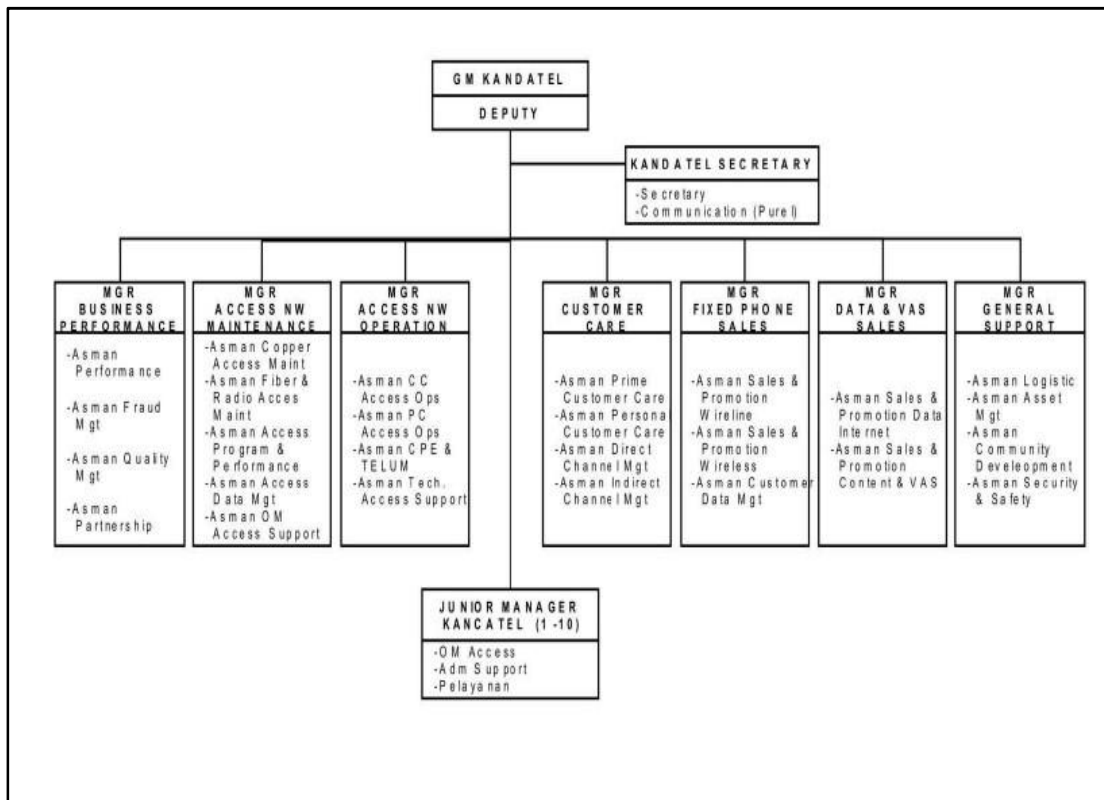 GM KANDATEL
DEPUTY
KANDATEL SECRETARY
-Secretary
-Communication (Purel)
MGR
BUSINESS
PERFORMANCE
-Asman
Performance
-Asman Fraud
Mgt
-Asman Quality
Mgt
-Asman
Partnership
MGR
ACCESS NW
MAINTENANCE
-Asman Copper
Access Maint
-Asman Fiber &
Radio Acces
Maint
-Asman Access
Program &
Performance
-Asman Access
Data Mgt
-Asman OM
Access Support
MGR
ACCESS NW
OPERATION
-Asman CC
Access Ops
-Asman PC
Access Ops
-Asman CPE &
TELUM
-Asman Tech.
Access Support
MGR
CUSTOMER
CARE
-Asman Prime
Customer Care
-Asman Persona
Customer Care
-Asman Direct
Channel Mgt
-Asman Indirect
Channel Mgt
MGR
FIXED PHONE
SALES
-Asman Sales &
Promotion
Wireline
-Asman Sales &
Promotion
Wireless
-Asman Customer
Data Mgt
MGR
DATA & VAS
SALES
-Asman Sales &
Promotion Data
Internet
-Asman Sales &
Promotion
Content & VAS
MGR
GENERAL
SUPPORT
-Asman Logistic
-Asman Asset
Mgt
-Asman
Community
Develeopment
-Asman Security
& Safety
JUNIOR MANAGER
KANCATEL (1 -10)
-OM Access
-Adm Support
-Pelayanan